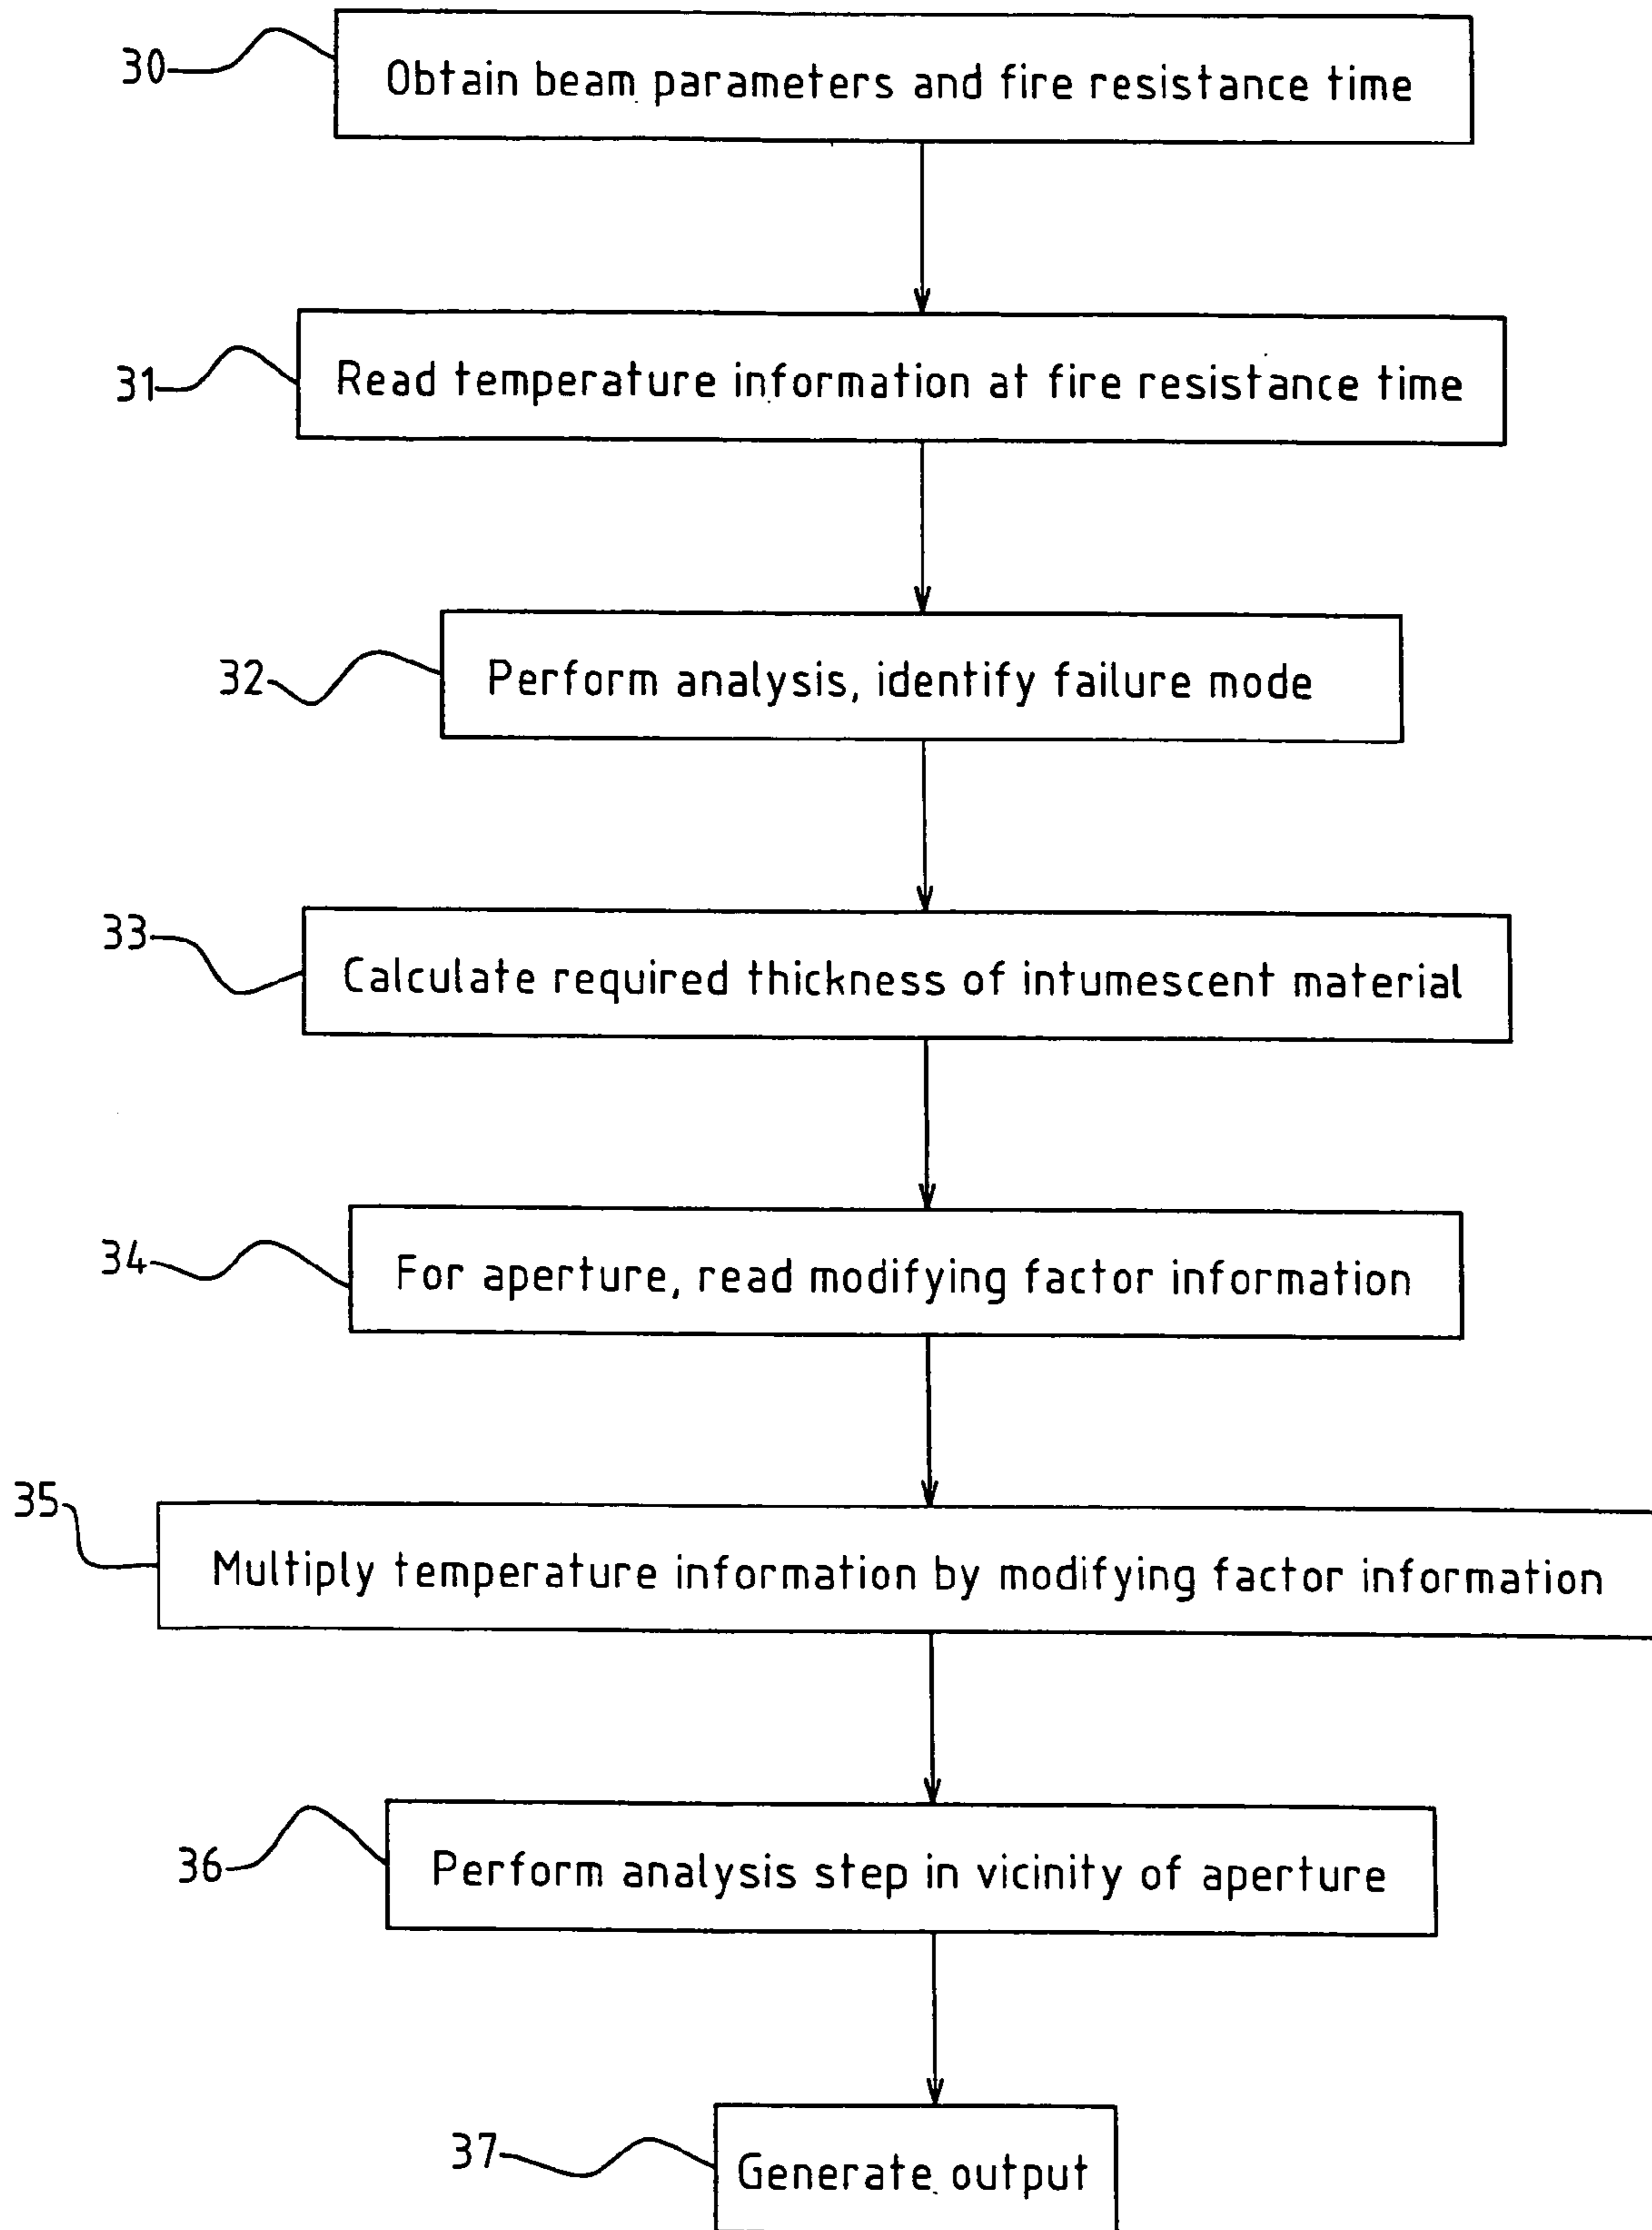 30
Obtain beam parameters and fire resistance time
31
Read temperature information at fire resistance time
32
Perform analysis, identify failure mode
33
Calculate required thickness of intumescent material
34
For aperture, read modifying factor information
35
Multiply temperature information by modifying factor information
36
Perform analysis step in vicinity of aperture
37
Generate output